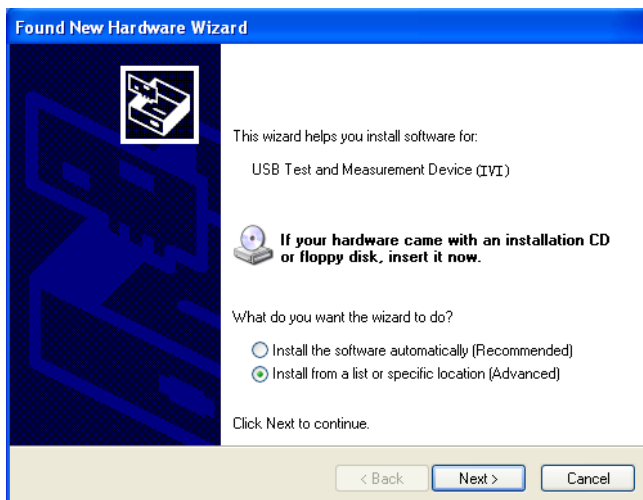 Found New Hardware Wizard
This wizard helps you install software for:
USB Test and Measurement Device (IVI)
If your hardware came with an installation CD
or floppy disk, insert it now.
What do you want the wizard to do?
Install the software automatically (Recommended)
Install from a list or specific location (Advanced)
Click Next to continue.
< Back Next > Cancel